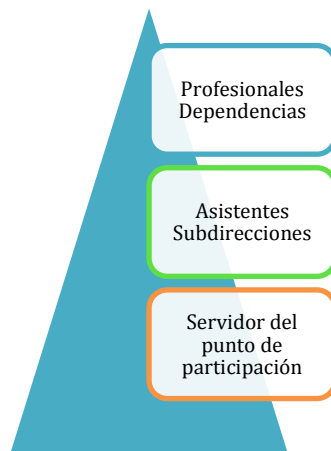 Profesionales
Dependencias
Asistentes
Subdirecciones
Servidor del
punto de
participación